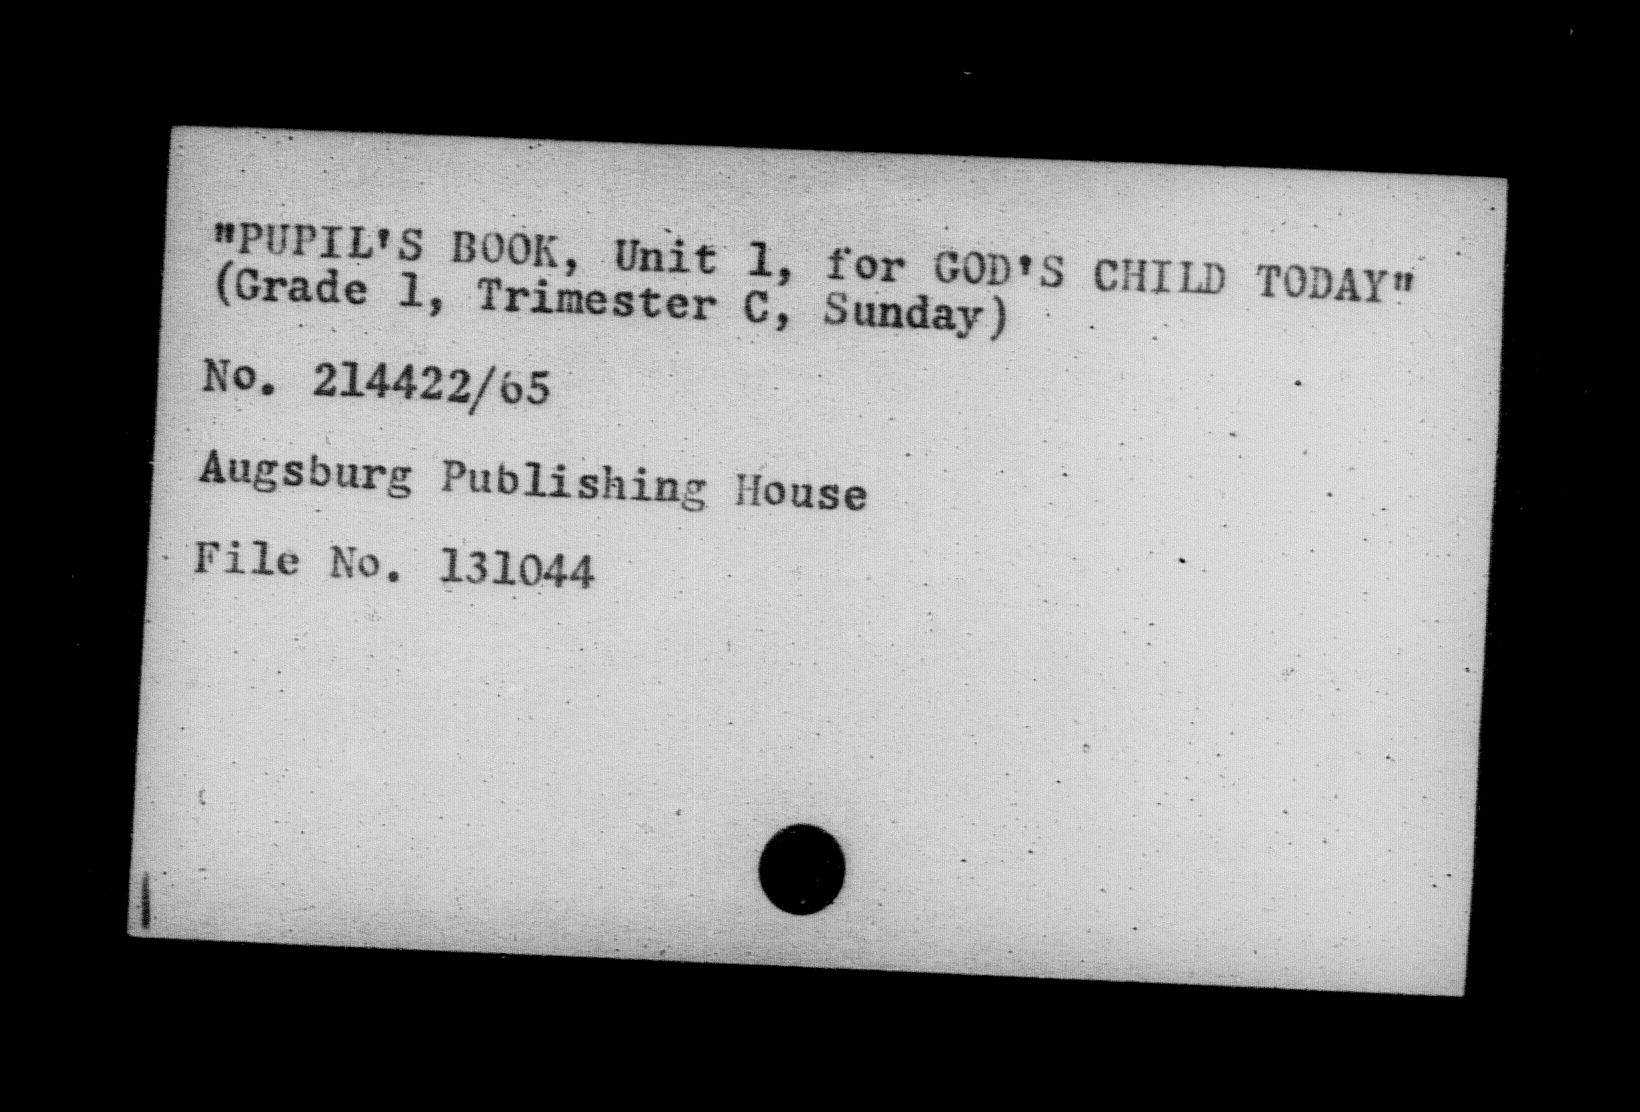 "PUPIL'S BOOK, Unit 1, for GOD'S CHILD TODAY"
(Grade 1, Trimester C, Sunday)
No. 214422/65
Augsburg Publishing House
File No. 131044